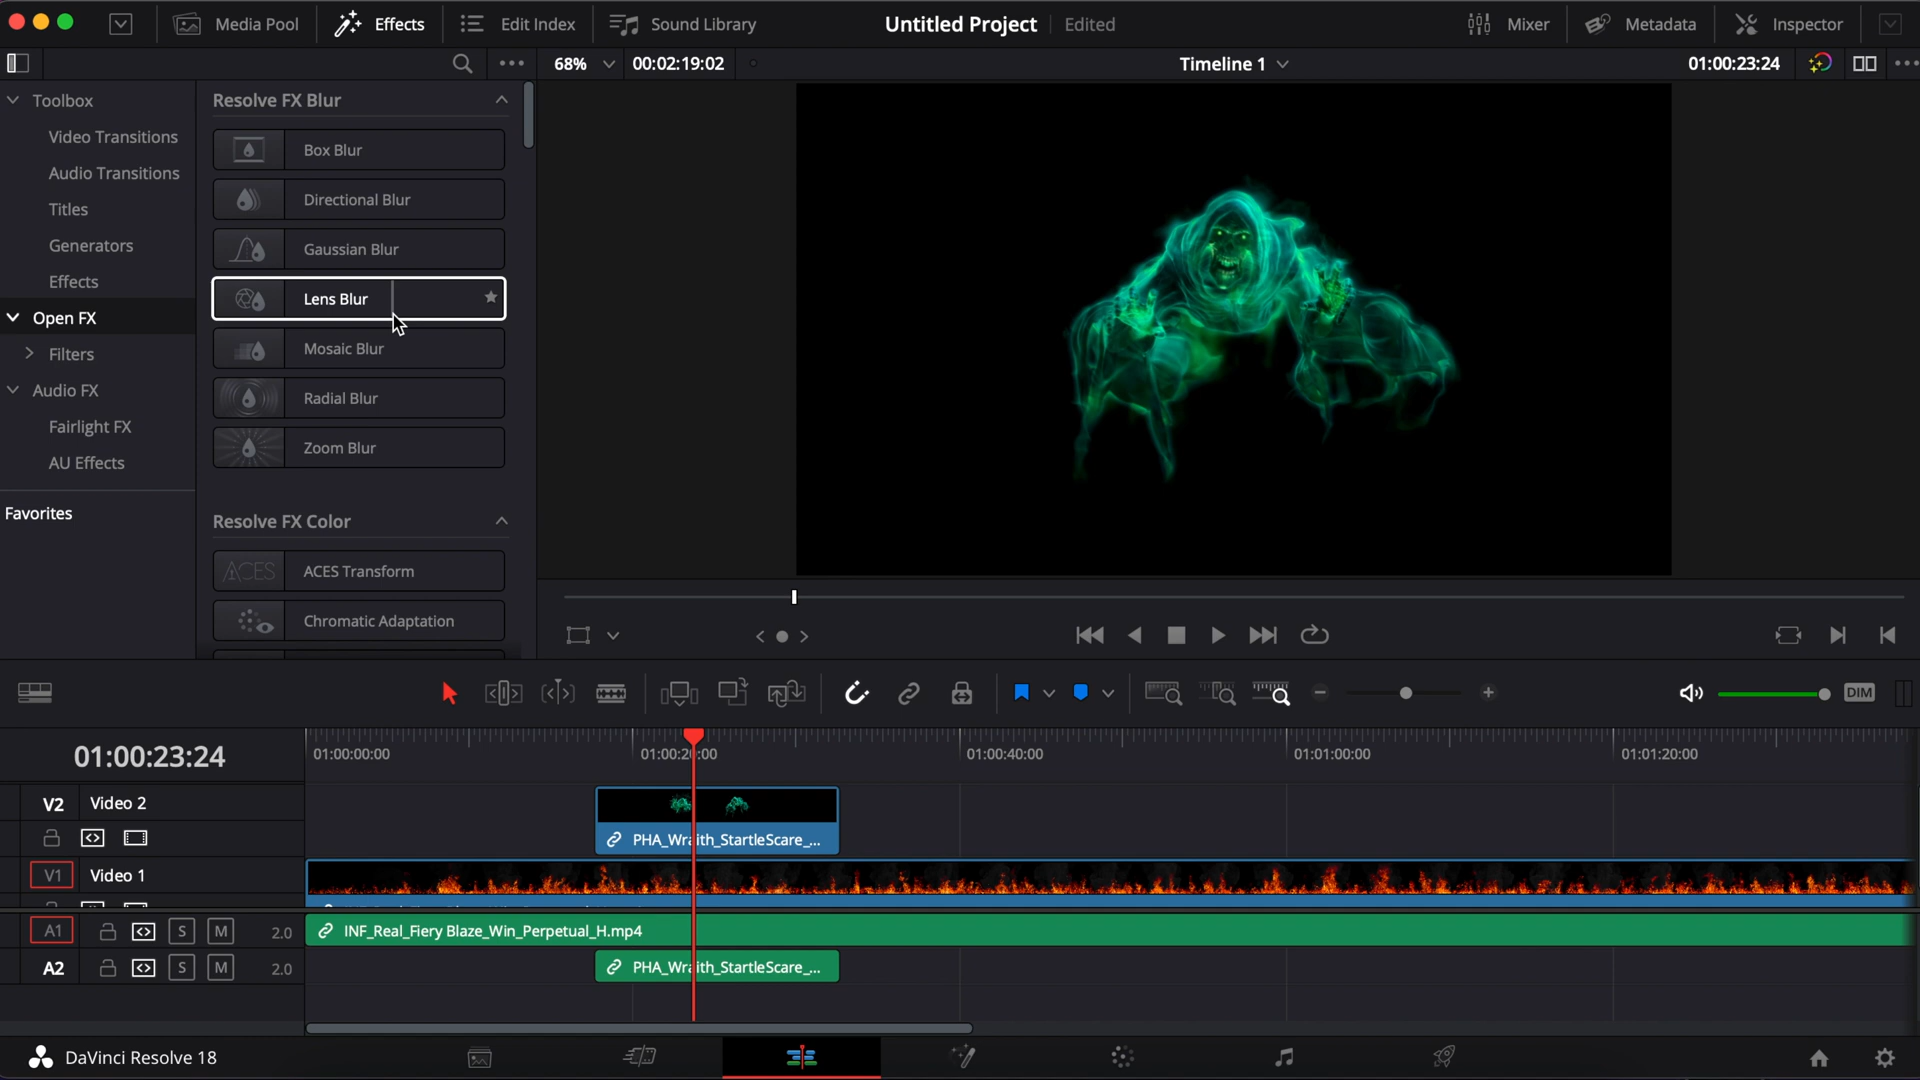 Media Pool
Effects
Edit Index
Sound Library
Untitled Project
Edited
Mixer
Metadata
Inspector
68%
00:02:19:02
Timeline 1
01:00:23:24
Toolbox
Video Transitions
Audio Transitions
Titles
Generators
Effects
Open FX
Filters
Audio FX
Fairlight FX
AU Effects
Favorites
Resolve FX Blur
Box Blur
Directional Blur
Gaussian Blur
Lens Blur
Mosaic Blur
Radial Blur
Zoom Blur
Resolve FX Color
ACES
ACES Transform
Chromatic Adaptation
DIM
01:00:23:24
01:00:00:00
01:00:20:00
01:00:40:00
01:01:00:00
01:01:20:00
V2 Video 2
PHA_Wraith_StartleScare_...
V1 Video 1
A1 S M 2.0
INF_Real_Fiery Blaze_Win_Perpetual_H.mp4
A2 S M 2.0
PHA_Wraith_StartleScare_...
DaVinci Resolve 18